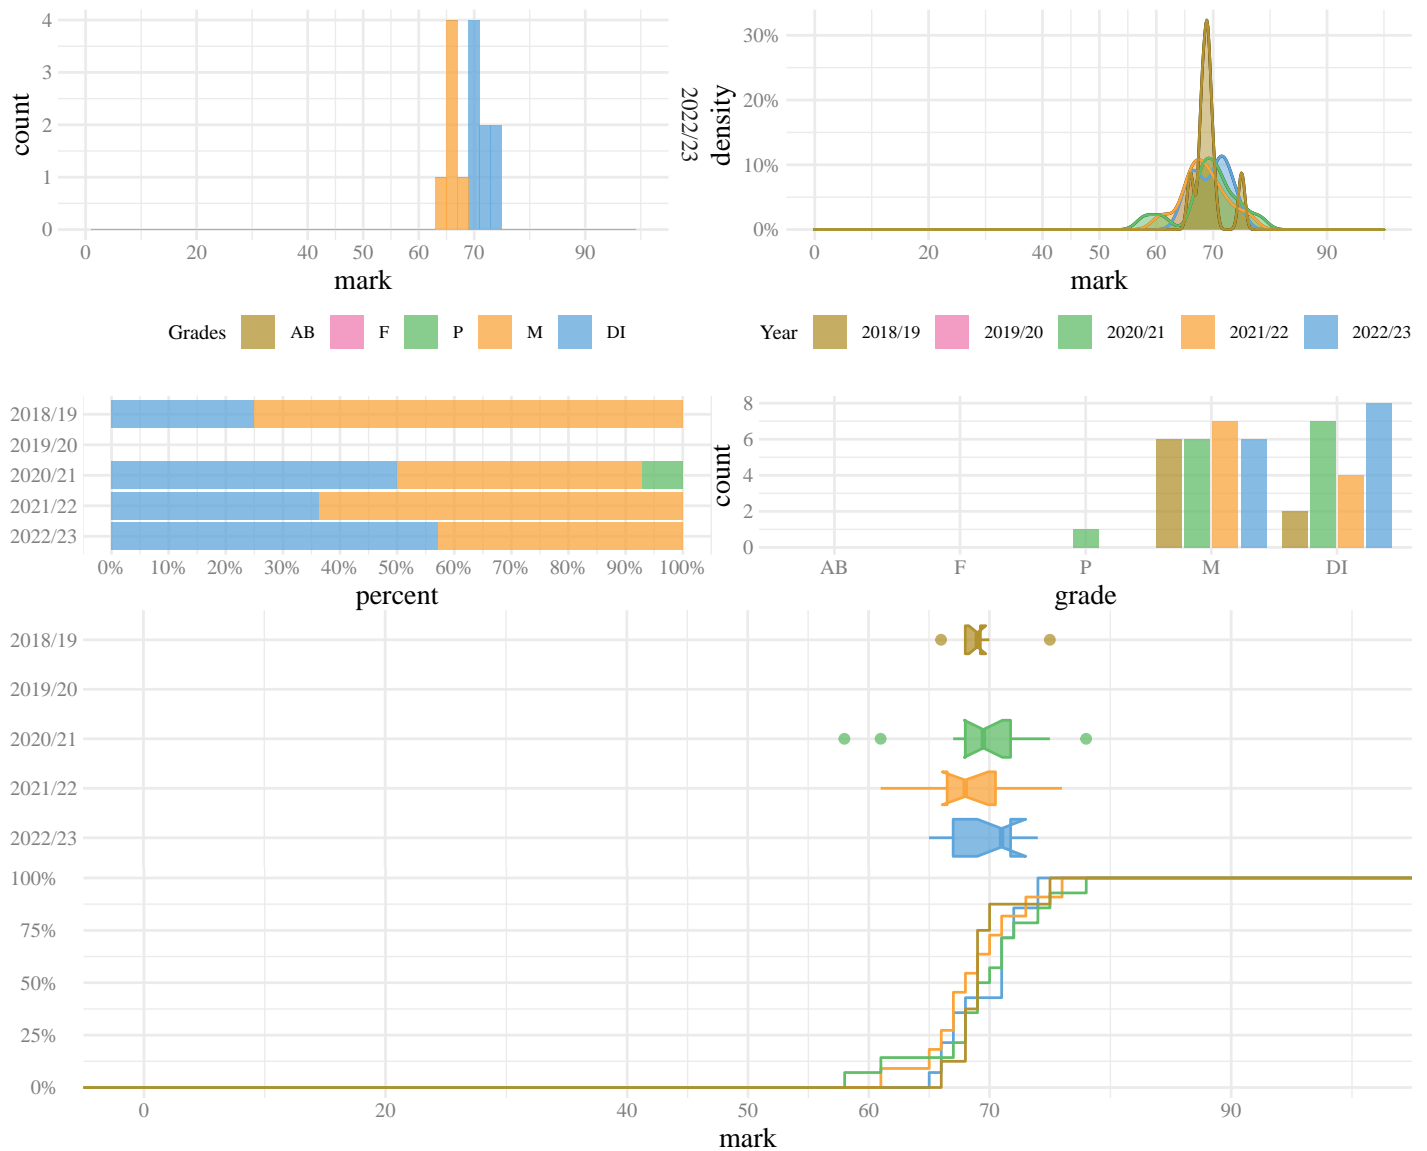 4
3
2
1
0
count
0 20 40 50 60 70 90
mark
2022/23
30%
20%
10%
0%
density
0 20 40 50 60 70 90
mark
Grades AB F P M DI
Year 2018/19 2019/20 2020/21 2021/22 2022/23
2018/19
2019/20
2020/21
2021/22
2022/23
0% 10% 20% 30% 40% 50% 60% 70% 80% 90% 100%
percent
8
6
4
2
0
count
AB F P M DI
grade
2018/19
2019/20
2020/21
2021/22
2022/23
100%
75%
50%
25%
0%
0 20 40 50 60 70 90
mark